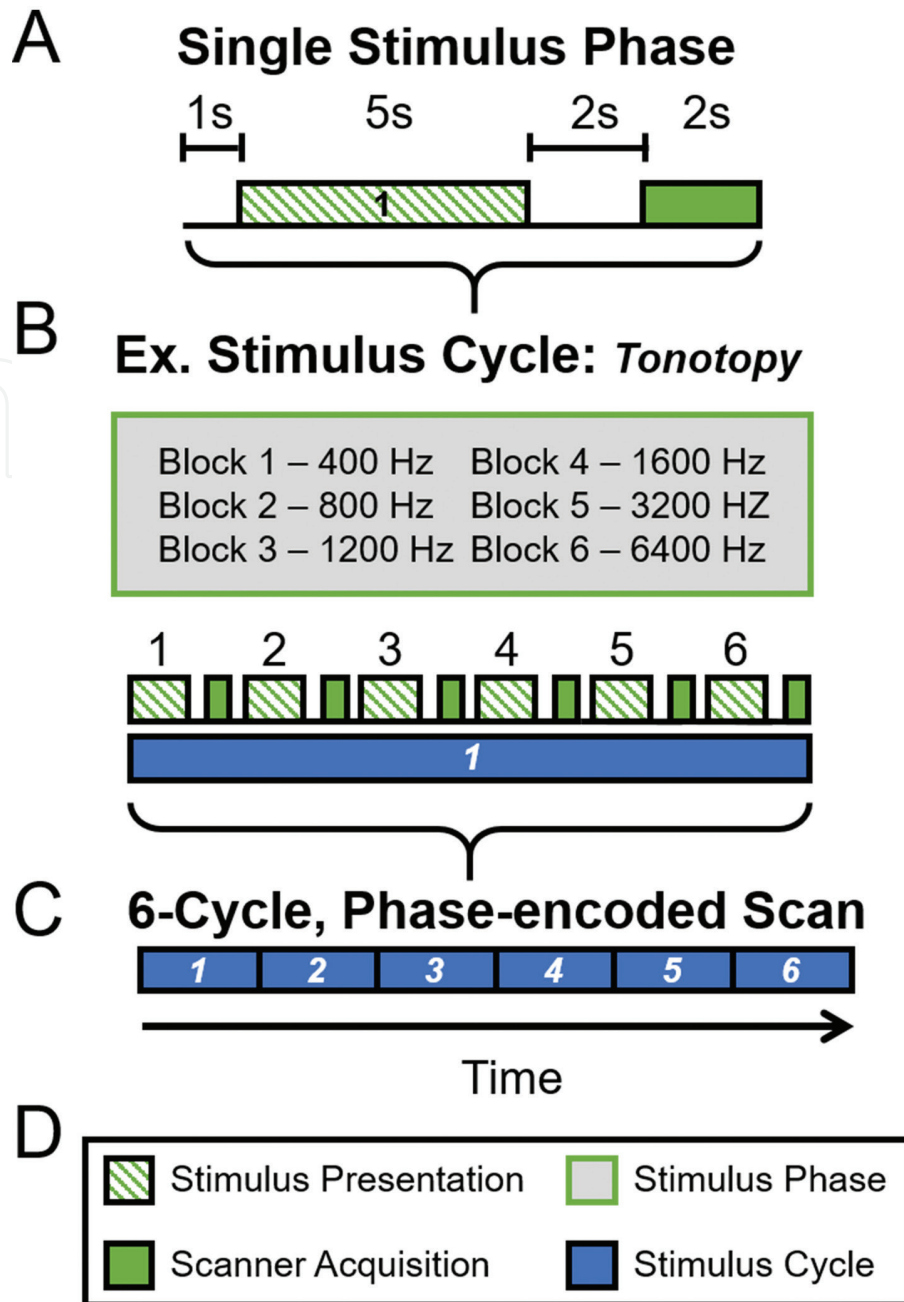 A
Single Stimulus Phase
1s 5s 2s 2s
1
B
Ex. Stimulus Cycle: Tonotopy
Block 1 – 400 Hz Block 4 – 1600 Hz
Block 2 – 800 Hz Block 5 – 3200 HZ
Block 3 – 1200 Hz Block 6 – 6400 Hz
1 2 3 4 5 6
1
C
6-Cycle, Phase-encoded Scan
1 2 3 4 5 6
Time
D
Stimulus Presentation Stimulus Phase
Scanner Acquisition Stimulus Cycle